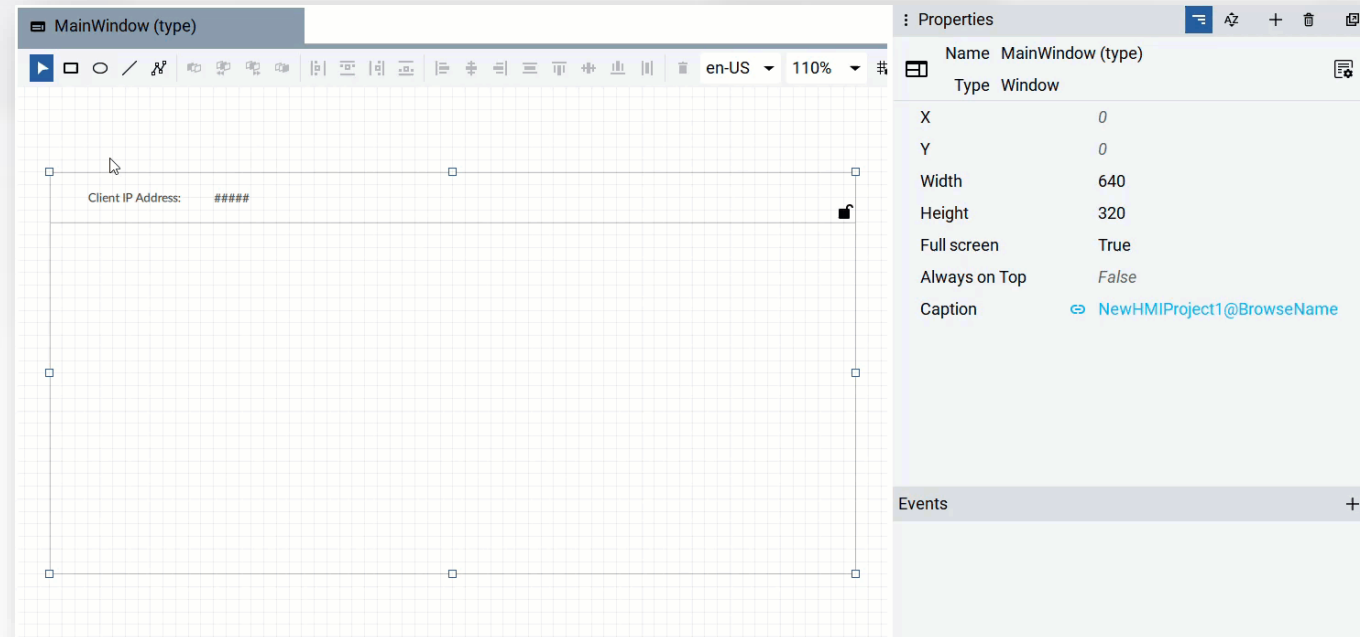 MainWindow (type)
en-US
110%
Client IP Address: #####
Properties
Name MainWindow (type)
Type Window
X 0
Y 0
Width 640
Height 320
Full screen True
Always on Top False
Caption NewHMIProject1@BrowseName
Events